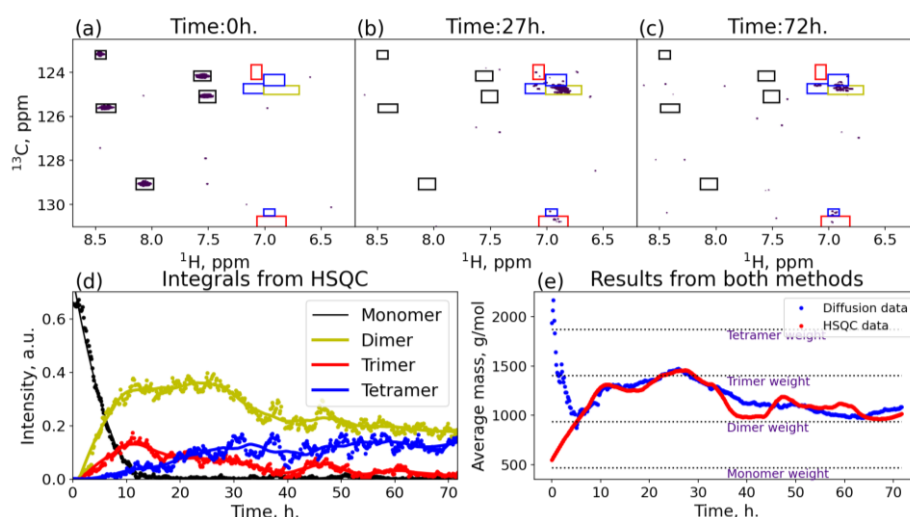 (a) Time:0h. (b) Time:27h. (c) Time:72h.
124
126
128
130
¹³C, ppm
8.5 8.0 7.5 7.0 6.5 8.5 8.0 7.5 7.0 6.5 8.5 8.0 7.5 7.0 6.5
¹H, ppm ¹H, ppm ¹H, ppm
(d) Integrals from HSQC
0.6
0.4
0.2
0.0
Intensity, a.u.
Monomer
Dimer
Trimer
Tetramer
0 10 20 30 40 50 60 70
Time, h.
(e) Results from both methods
2000
1500
1000
500
Average mass, g/mol
Diffusion data
HSQC data
Tetramer weight
Trimer weight
Dimer weight
Monomer weight
0 10 20 30 40 50 60 70
Time, h.